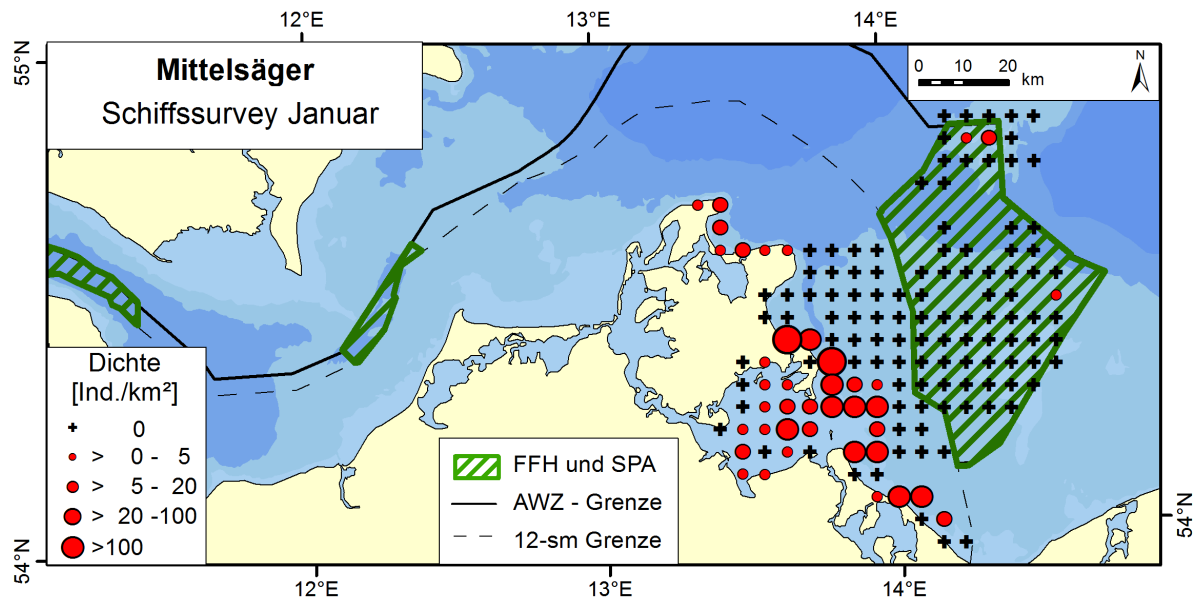 12°E 13°E 14°E
55°N
Mittelsäger
Schiffssurvey Januar
0 10 20
km
N
Dichte
[Ind./km²]
0
> 0 - 5
> 5 - 20
> 20 -100
>100
FFH und SPA
AWZ - Grenze
12-sm Grenze
54°N
54°N
12°E 13°E 14°E